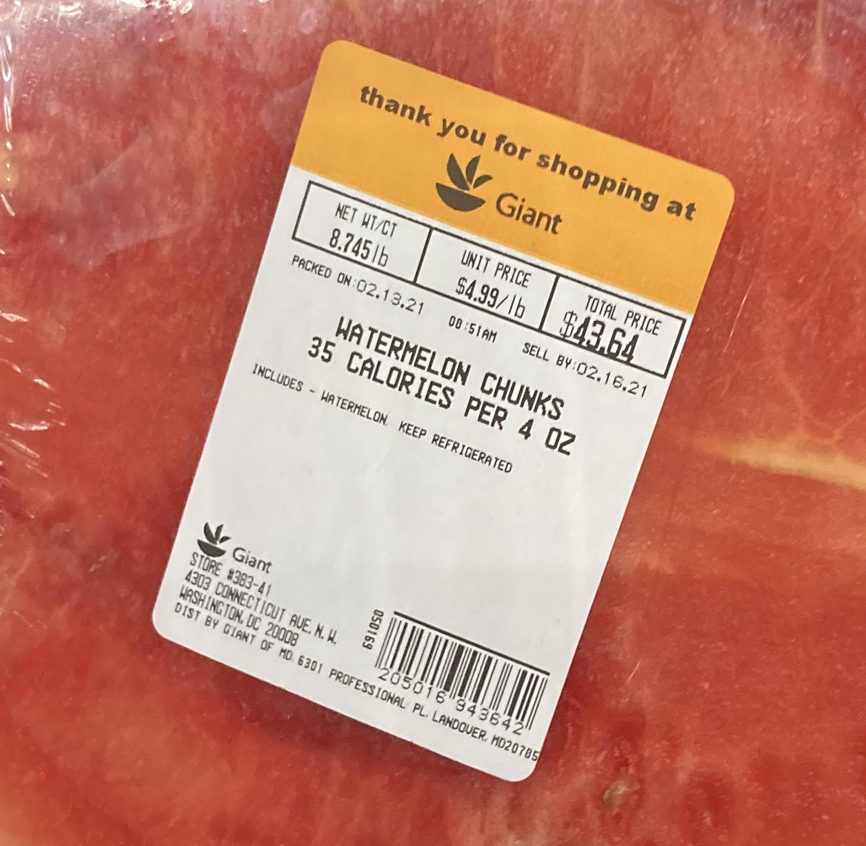 thank you for shopping at
Giant
NET WT/CT
8.745lb
UNIT PRICE
$4.99/lb
TOTAL PRICE
$43.64
PACKED ON:02.13.21
08:51AM
SELL BY:02.16.21
WATERMELON CHUNKS
35 CALORIES PER 4 OZ
INCLUDES - WATERMELON. KEEP REFRIGERATED
Giant
STORE #383-41
4303 CONNECTICUT AVE. N.W.
WASHINGTON, DC 20008
DIST BY GIANT OF MD. 6301 PROFESSIONAL PL. LANDOVER, MD20785
050169
205016 943642